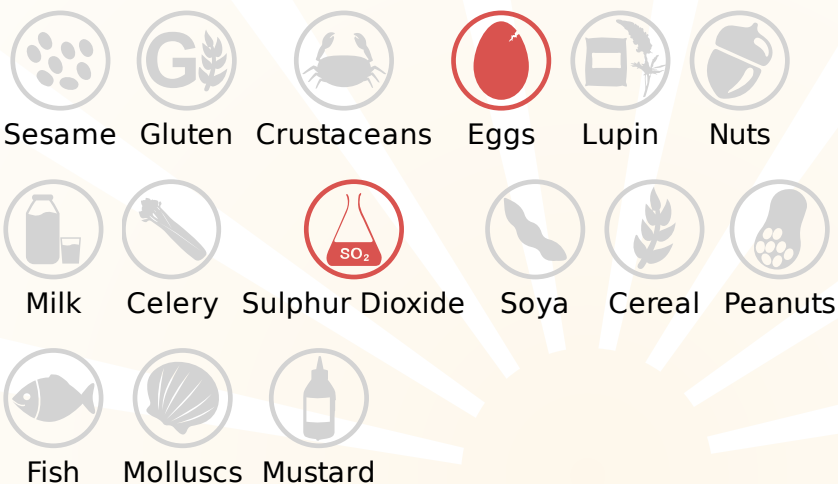 G
Sesame Gluten Crustaceans Eggs Lupin Nuts
SO₂
Milk Celery Sulphur Dioxide Soya Cereal Peanuts
Fish Molluscs Mustard